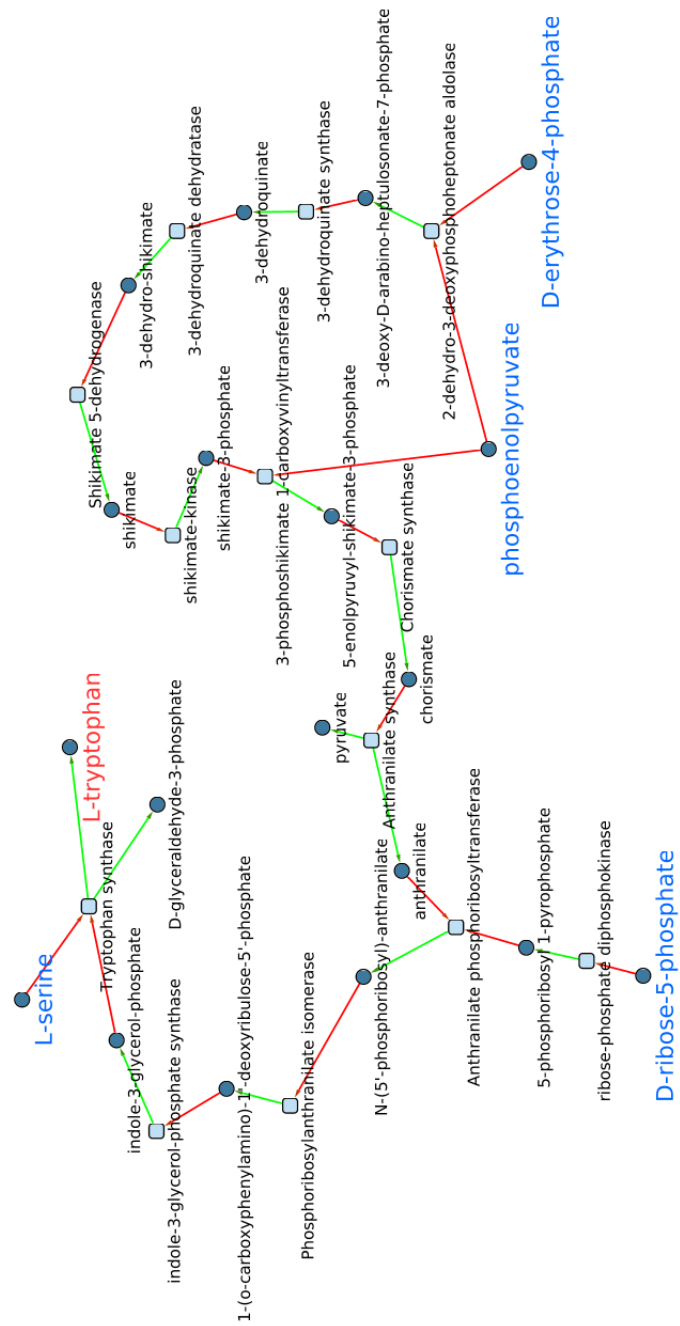 L-serine
L-tryptophan
Tryptophan synthase
D-glyceraldehyde-3-phosphate
indole-3-glycerol-phosphate
indole-3-glycerol-phosphate synthase
1-(o-carboxyphenylamino)-1'-deoxyribulose-5'-phosphate
Phosphoribosylanthranilate isomerase
N-(5'-phosphoribosyl)-anthranilate
anthranilate
Anthranilate phosphoribosyltransferase
5-phosphoribosyl 1-pyrophosphate
ribose-phosphate diphosphokinase
D-ribose-5-phosphate
pyruvate
Anthranilate synthase
chorismate
Chorismate synthase
5-enolpyruvyl-shikimate-3-phosphate
3-phosphoshikimate 1-carboxyvinyltransferase
shikimate-3-phosphate
shikimate-kinase
shikimate
Shikimate 5-dehydrogenase
3-dehydro-shikimate
3-dehydroquinate dehydratase
3-dehydroquinate
3-dehydroquinate synthase
3-deoxy-D-arabino-heptulosonate-7-phosphate
2-dehydro-3-deoxyphosphoheptonate aldolase
phosphoenolpyruvate
D-erythrose-4-phosphate